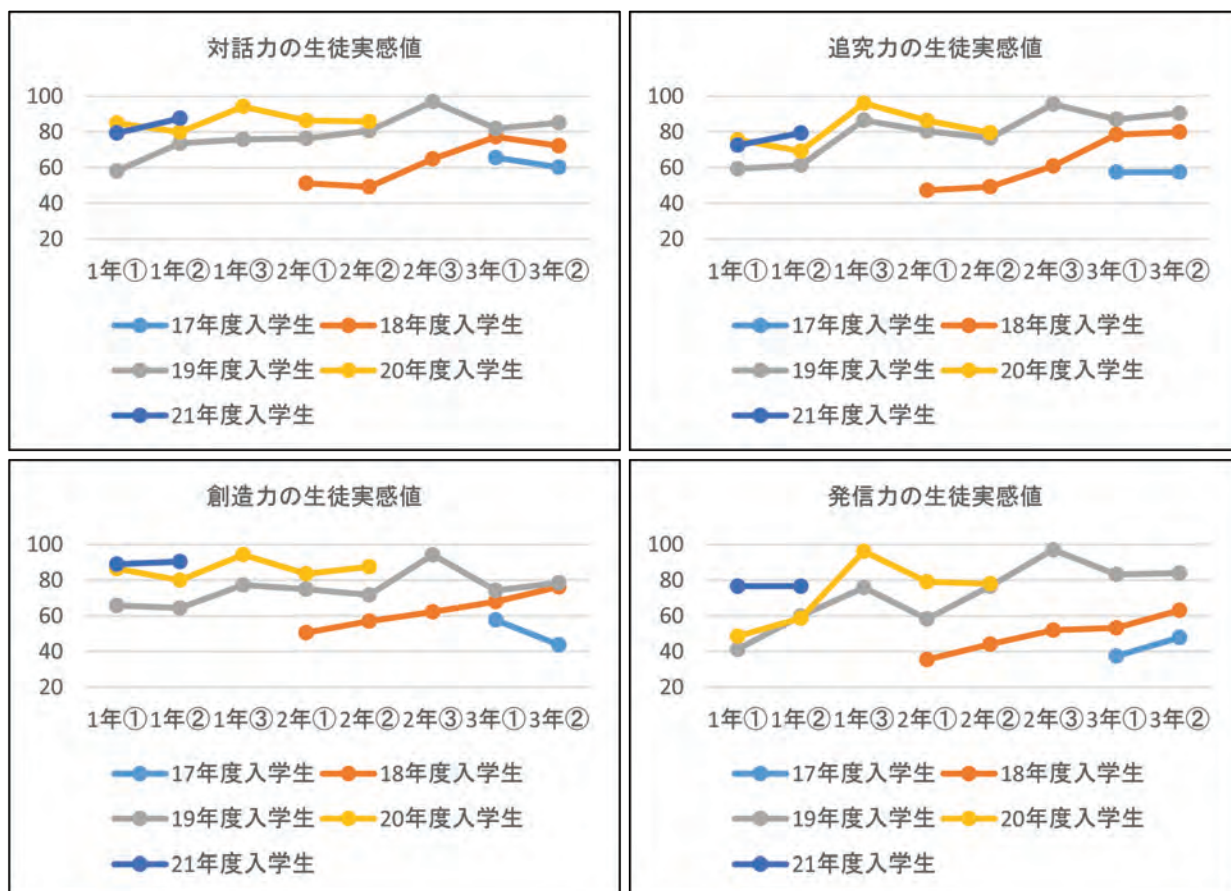 対話力の生徒実感値
100
80
60
40
20
1年① 1年② 1年③ 2年① 2年② 2年③ 3年① 3年②
17年度入学生 18年度入学生
19年度入学生 20年度入学生
21年度入学生
追究力の生徒実感値
100
80
60
40
20
1年① 1年② 1年③ 2年① 2年② 2年③ 3年① 3年②
17年度入学生 18年度入学生
19年度入学生 20年度入学生
21年度入学生
創造力の生徒実感値
100
80
60
40
20
1年① 1年② 1年③ 2年① 2年② 2年③ 3年① 3年②
17年度入学生 18年度入学生
19年度入学生 20年度入学生
21年度入学生
発信力の生徒実感値
100
80
60
40
20
1年① 1年② 1年③ 2年① 2年② 2年③ 3年① 3年②
17年度入学生 18年度入学生
19年度入学生 20年度入学生
21年度入学生